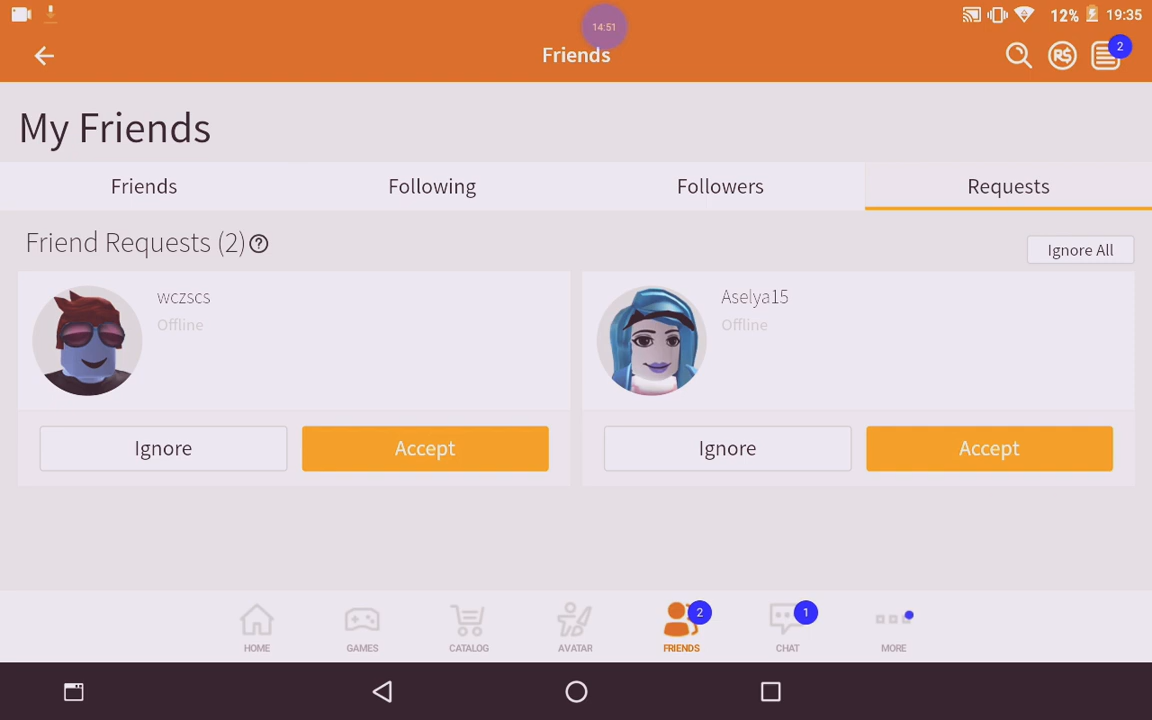 14:51
12%
19:35
Friends
R$
2
My Friends
Friends
Following
Followers
Requests
Friend Requests (2)
?
Ignore All
wczscs
Offline
Aselya15
Offline
Ignore
Accept
Ignore
Accept
2
1
HOME
GAMES
CATALOG
AVATAR
FRIENDS
CHAT
MORE